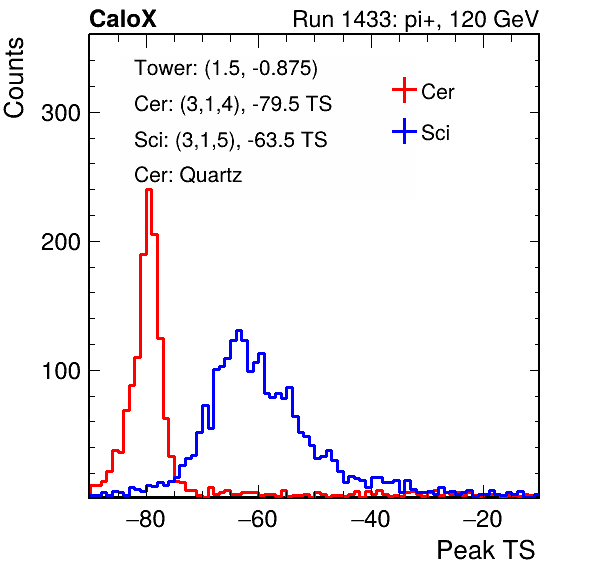 CaloX Run 1433: pi+, 120 GeV
Counts
Tower: (1.5, -0.875)
Cer: (3,1,4), -79.5 TS
Sci: (3,1,5), -63.5 TS
Cer: Quartz
Cer
Sci
300
200
100
−80 −60 −40 −20
Peak TS